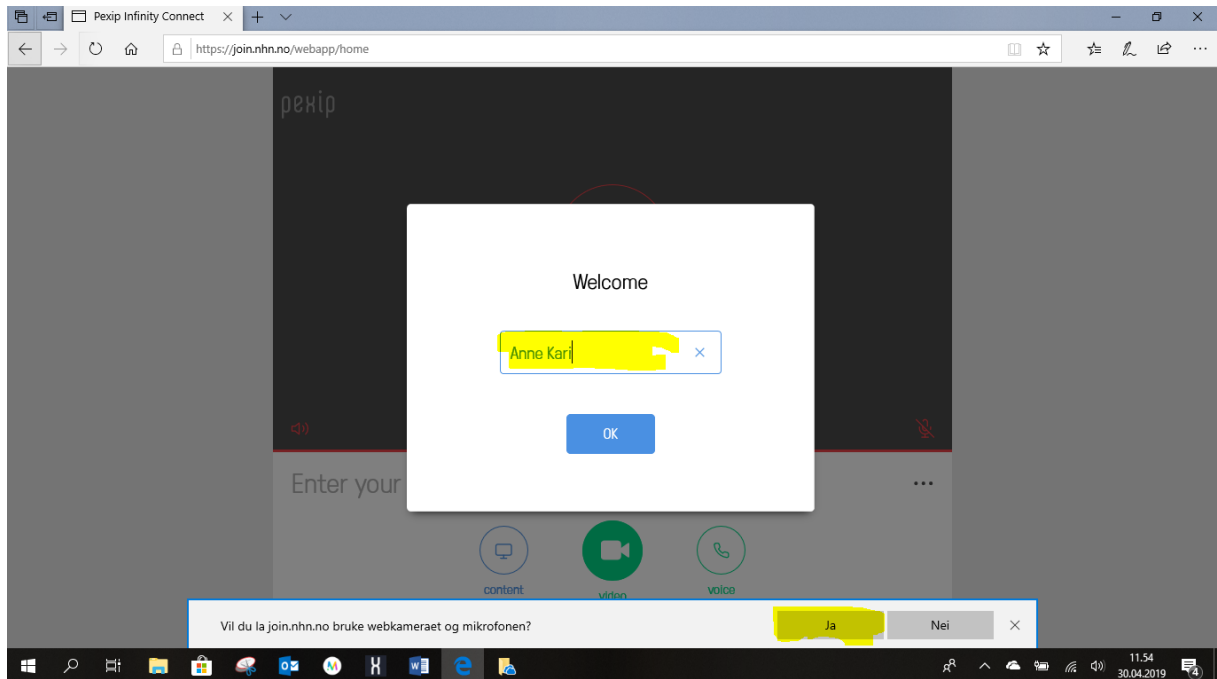 Pexip Infinity Connect
https://join.nhn.no/webapp/home
pexip
Welcome
Anne Kari
OK
Enter your
content
video
voice
Vil du la join.nhn.no bruke webkameraet og mikrofonen?
Ja
Nei
11.54
30.04.2019
4